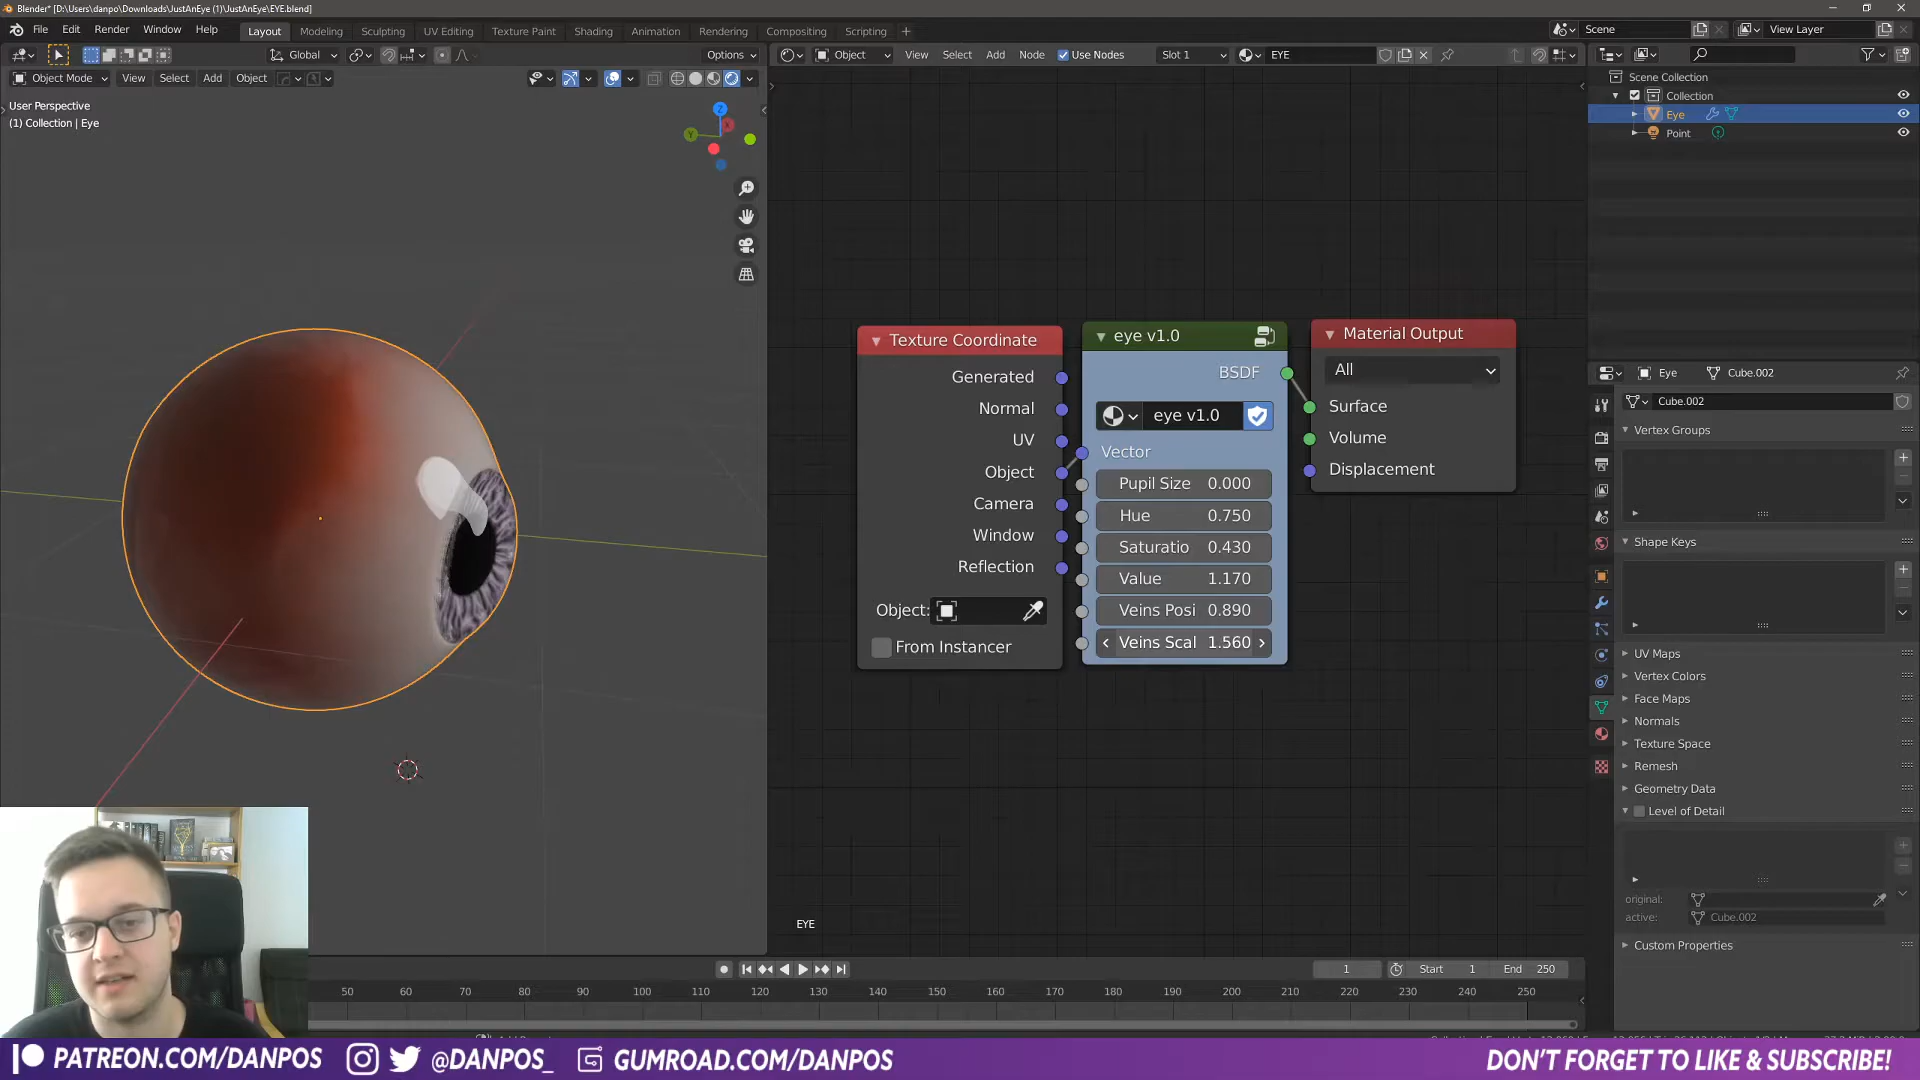 Blender* [D:\Users\danpo\Downloads\JustAnEye (1)\JustAnEye\EYE.blend]
File Edit Render Window Help Layout Modeling Sculpting UV Editing Texture Paint Shading Animation Rendering Compositing Scripting + Scene View Layer
Global Options Object View Select Add Node Use Nodes Slot 1 EYE
Object Mode View Select Add Object
User Perspective
(1) Collection | Eye
Z
Y
Scene Collection
Collection
Eye
Point
Texture Coordinate
Generated
Normal
UV
Object
Camera
Window
Reflection
Object:
From Instancer
eye v1.0
BSDF
eye v1.0
Vector
Pupil Size 0.000
Hue 0.750
Saturatio 0.430
Value 1.170
Veins Posi 0.890
Veins Scal 1.560
Material Output
All
Surface
Volume
Displacement
EYE
Eye Cube.002
Cube.002
Vertex Groups
Shape Keys
UV Maps
Vertex Colors
Face Maps
Normals
Texture Space
Remesh
Geometry Data
Level of Detail
original:
active: Cube.002
Custom Properties
1 Start 1 End 250
50 60 70 80 90 100 110 120 130 140 150 160 170 180 190 200 210 220 230 240 250
PATREON.COM/DANPOS @DANPOS_ GUMROAD.COM/DANPOS DON'T FORGET TO LIKE & SUBSCRIBE!